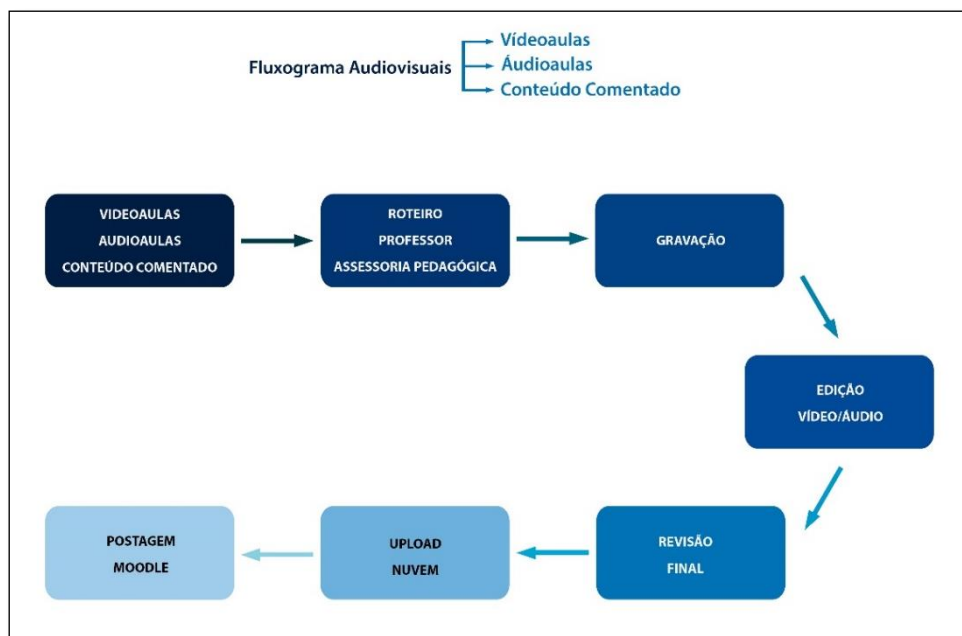 Fluxograma Audiovisuais
Vídeoaulas
Áudioaulas
Conteúdo Comentado
VIDEOAULAS
AUDIOAULAS
CONTEÚDO COMENTADO
ROTEIRO
PROFESSOR
ASSESSORIA PEDAGÓGICA
GRAVAÇÃO
EDIÇÃO
VÍDEO/ÁUDIO
REVISÃO
FINAL
UPLOAD
NUVEM
POSTAGEM
MOODLE